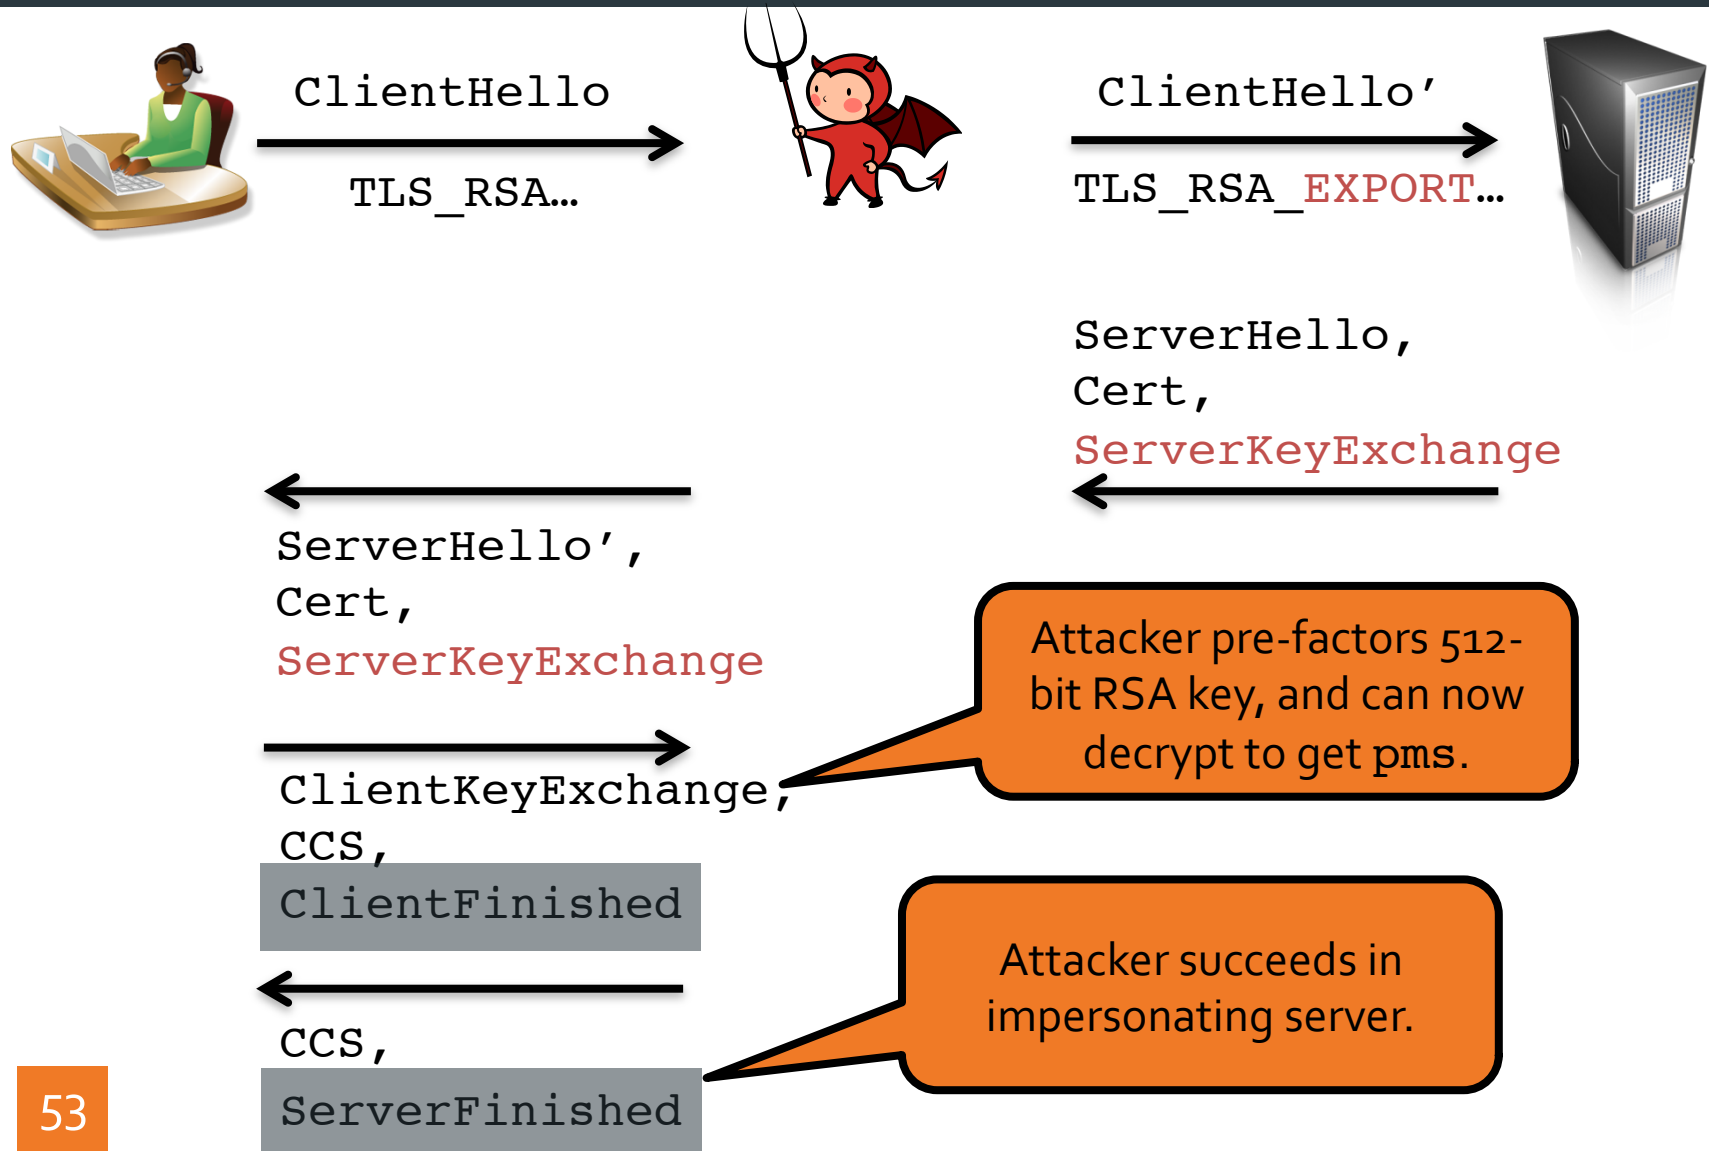 ClientHello
TLS_RSA…
ClientHello’
TLS_RSA_EXPORT…
ServerHello,
Cert,
ServerKeyExchange
ServerHello’,
Cert,
ServerKeyExchange
Attacker pre-factors 512-
bit RSA key, and can now
decrypt to get pms.
ClientKeyExchange,
CCS,
ClientFinished
Attacker succeeds in
impersonating server.
CCS,
ServerFinished
53